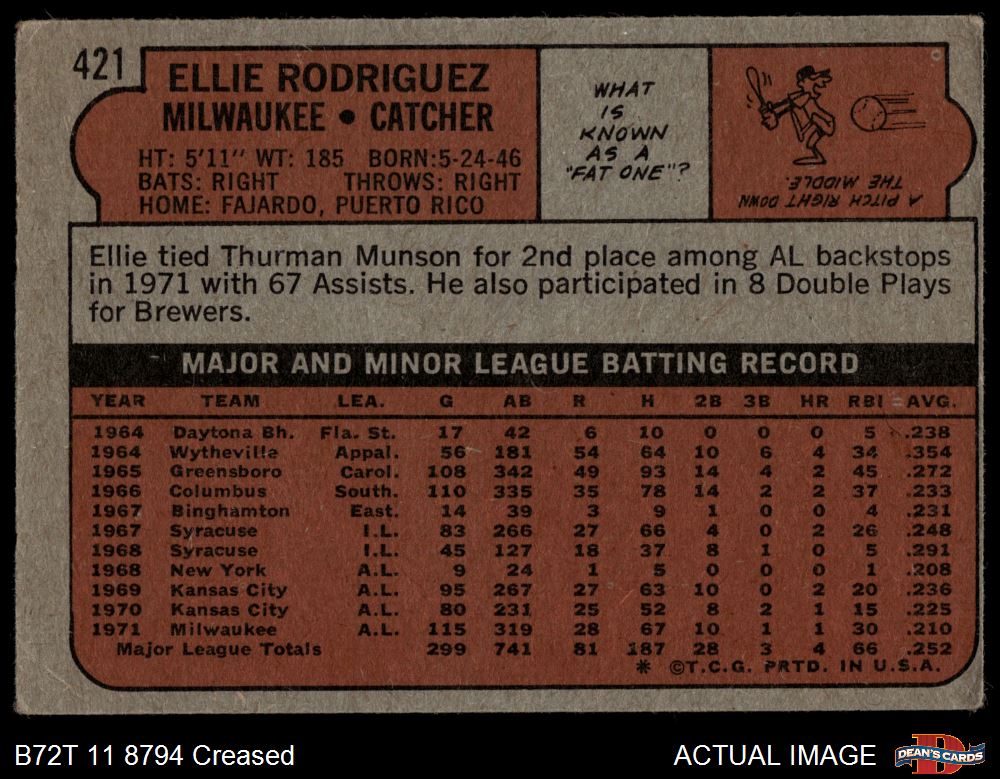 421
ELLIE RODRIGUEZ
MILWAUKEE • CATCHER
HT: 5'11" WT: 185 BORN: 5-24-46
BATS: RIGHT THROWS: RIGHT
HOME: FAJARDO, PUERTO RICO
WHAT
IS
KNOWN
AS A
"FAT ONE"?
A PITCH RIGHT DOWN
THE MIDDLE.
Ellie tied Thurman Munson for 2nd place among AL backstops
in 1971 with 67 Assists. He also participated in 8 Double Plays
for Brewers.
MAJOR AND MINOR LEAGUE BATTING RECORD
YEAR TEAM LEA. G AB R H 2B 3B HR RBI AVG.
1964 Daytona Bh. Fla. St. 17 42 6 10 0 0 0 5 .238
1964 Wytheville Appal. 56 181 54 64 10 6 4 34 .354
1965 Greensboro Carol. 108 342 49 93 14 4 2 45 .272
1966 Columbus South. 110 335 35 78 14 2 2 37 .233
1967 Binghamton East. 14 39 3 9 1 0 0 4 .231
1967 Syracuse I.L. 83 266 27 66 4 0 2 26 .248
1968 Syracuse I.L. 45 127 18 37 8 1 0 5 .291
1968 New York A.L. 9 24 1 5 0 0 0 1 .208
1969 Kansas City A.L. 95 267 27 63 10 0 2 20 .236
1970 Kansas City A.L. 80 231 25 52 8 2 1 15 .225
1971 Milwaukee A.L. 115 319 28 67 10 1 1 30 .210
Major League Totals 299 741 81 187 28 3 4 66 .252
* ©T.C.G. PRTD. IN U.S.A.
B72T 11 8794 Creased
ACTUAL IMAGE
DEAN'S CARDS